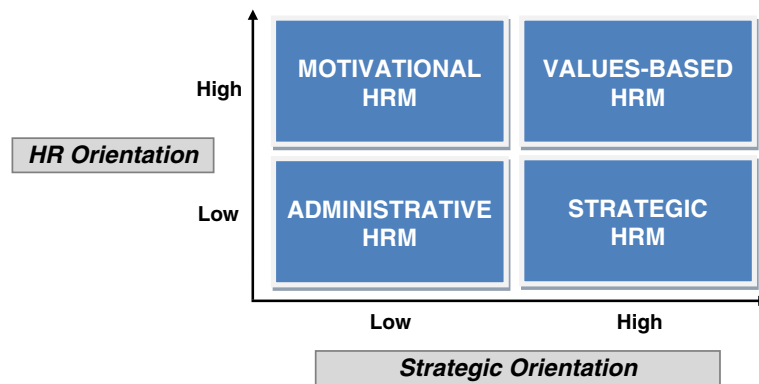 MOTIVATIONAL
HRM
VALUES-BASED
HRM
High
HR Orientation
ADMINISTRATIVE
HRM
STRATEGIC
HRM
Low
Low
High
Strategic Orientation